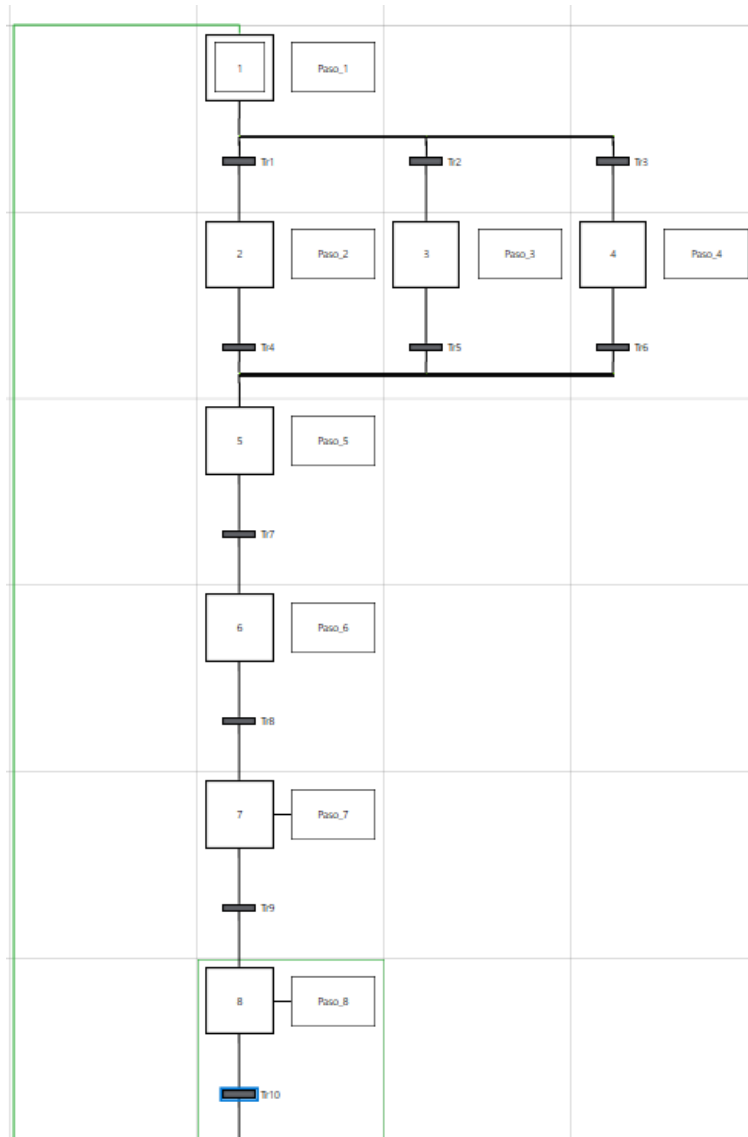 1 Paso_1
Tr1 Tr2 Tr3
2 Paso_2 3 Paso_3 4 Paso_4
Tr4 Tr5 Tr6
5 Paso_5
Tr7
6 Paso_6
Tr8
7 Paso_7
Tr9
8 Paso_8
Tr10